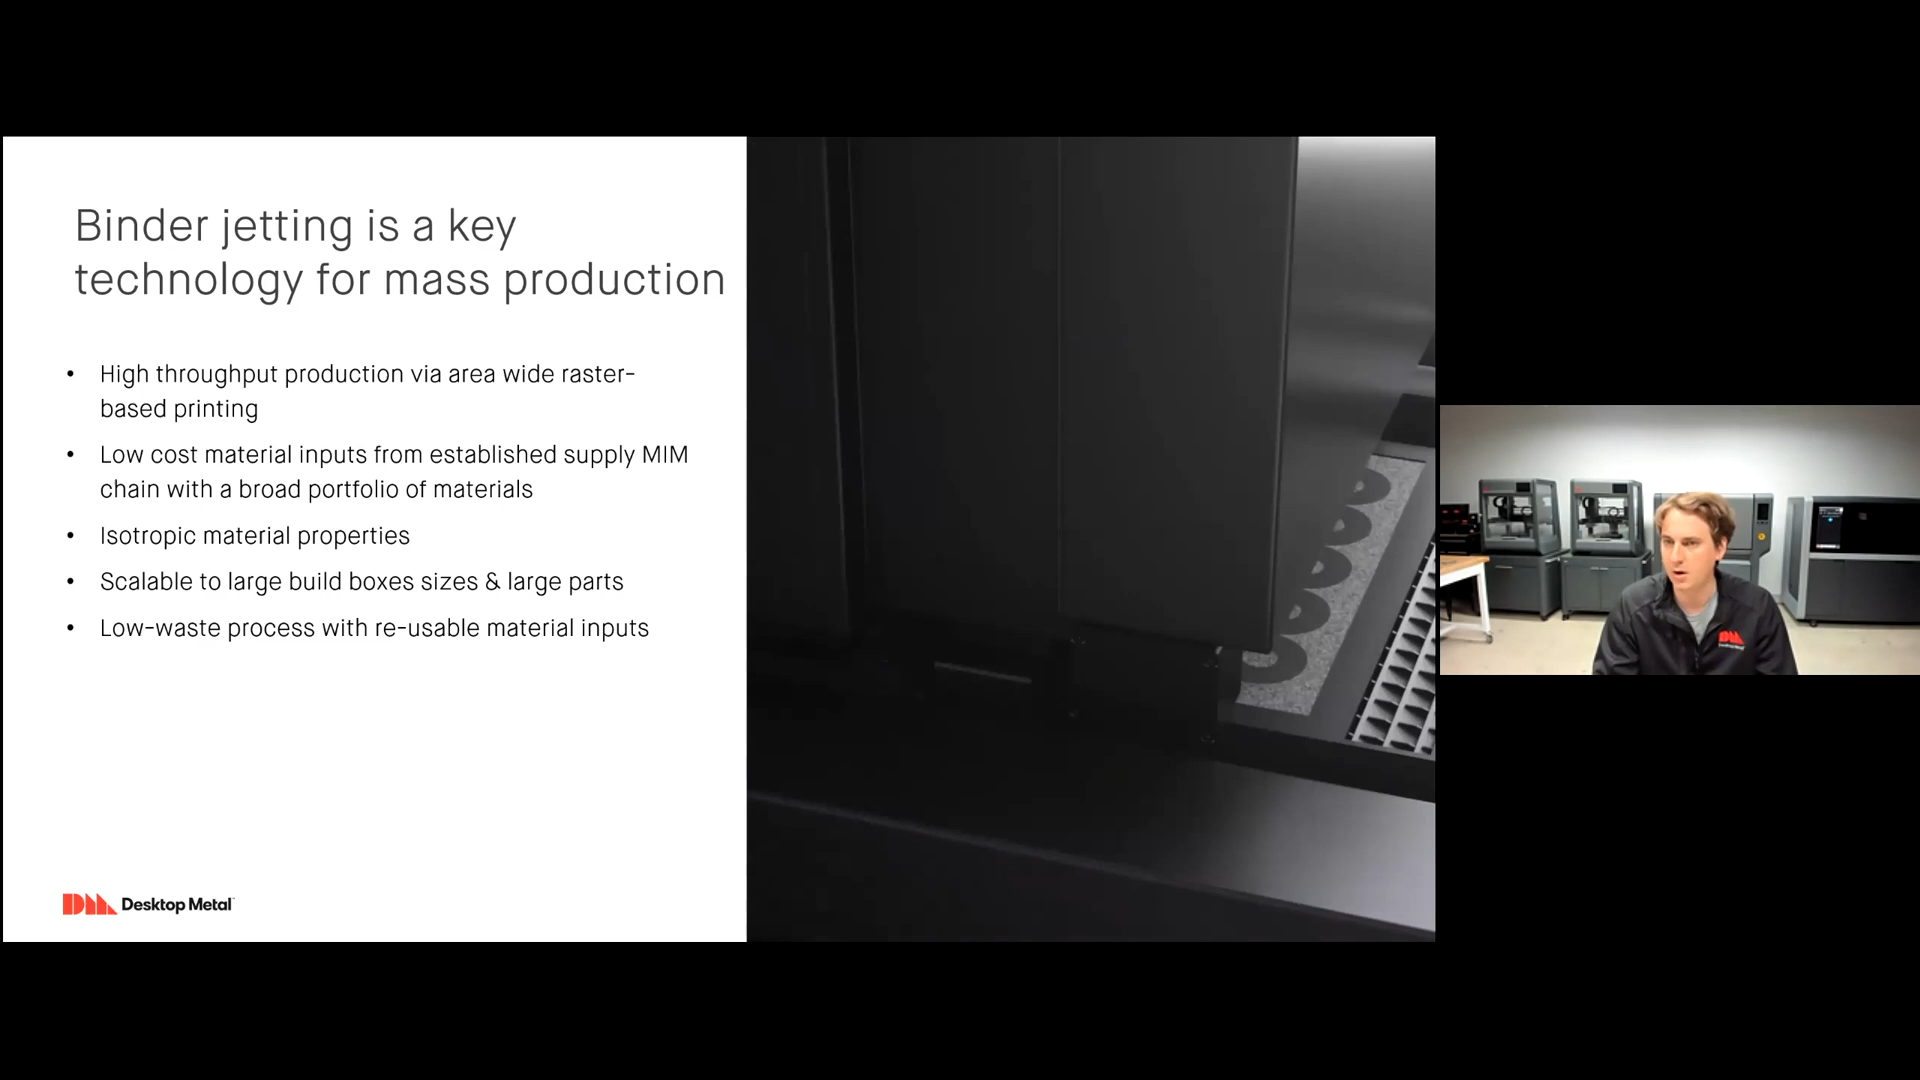 Binder jetting is a key
technology for mass production
• High throughput production via area wide raster-
based printing
• Low cost material inputs from established supply MIM
chain with a broad portfolio of materials
• Isotropic material properties
• Scalable to large build boxes sizes & large parts
• Low-waste process with re-usable material inputs
Desktop Metal